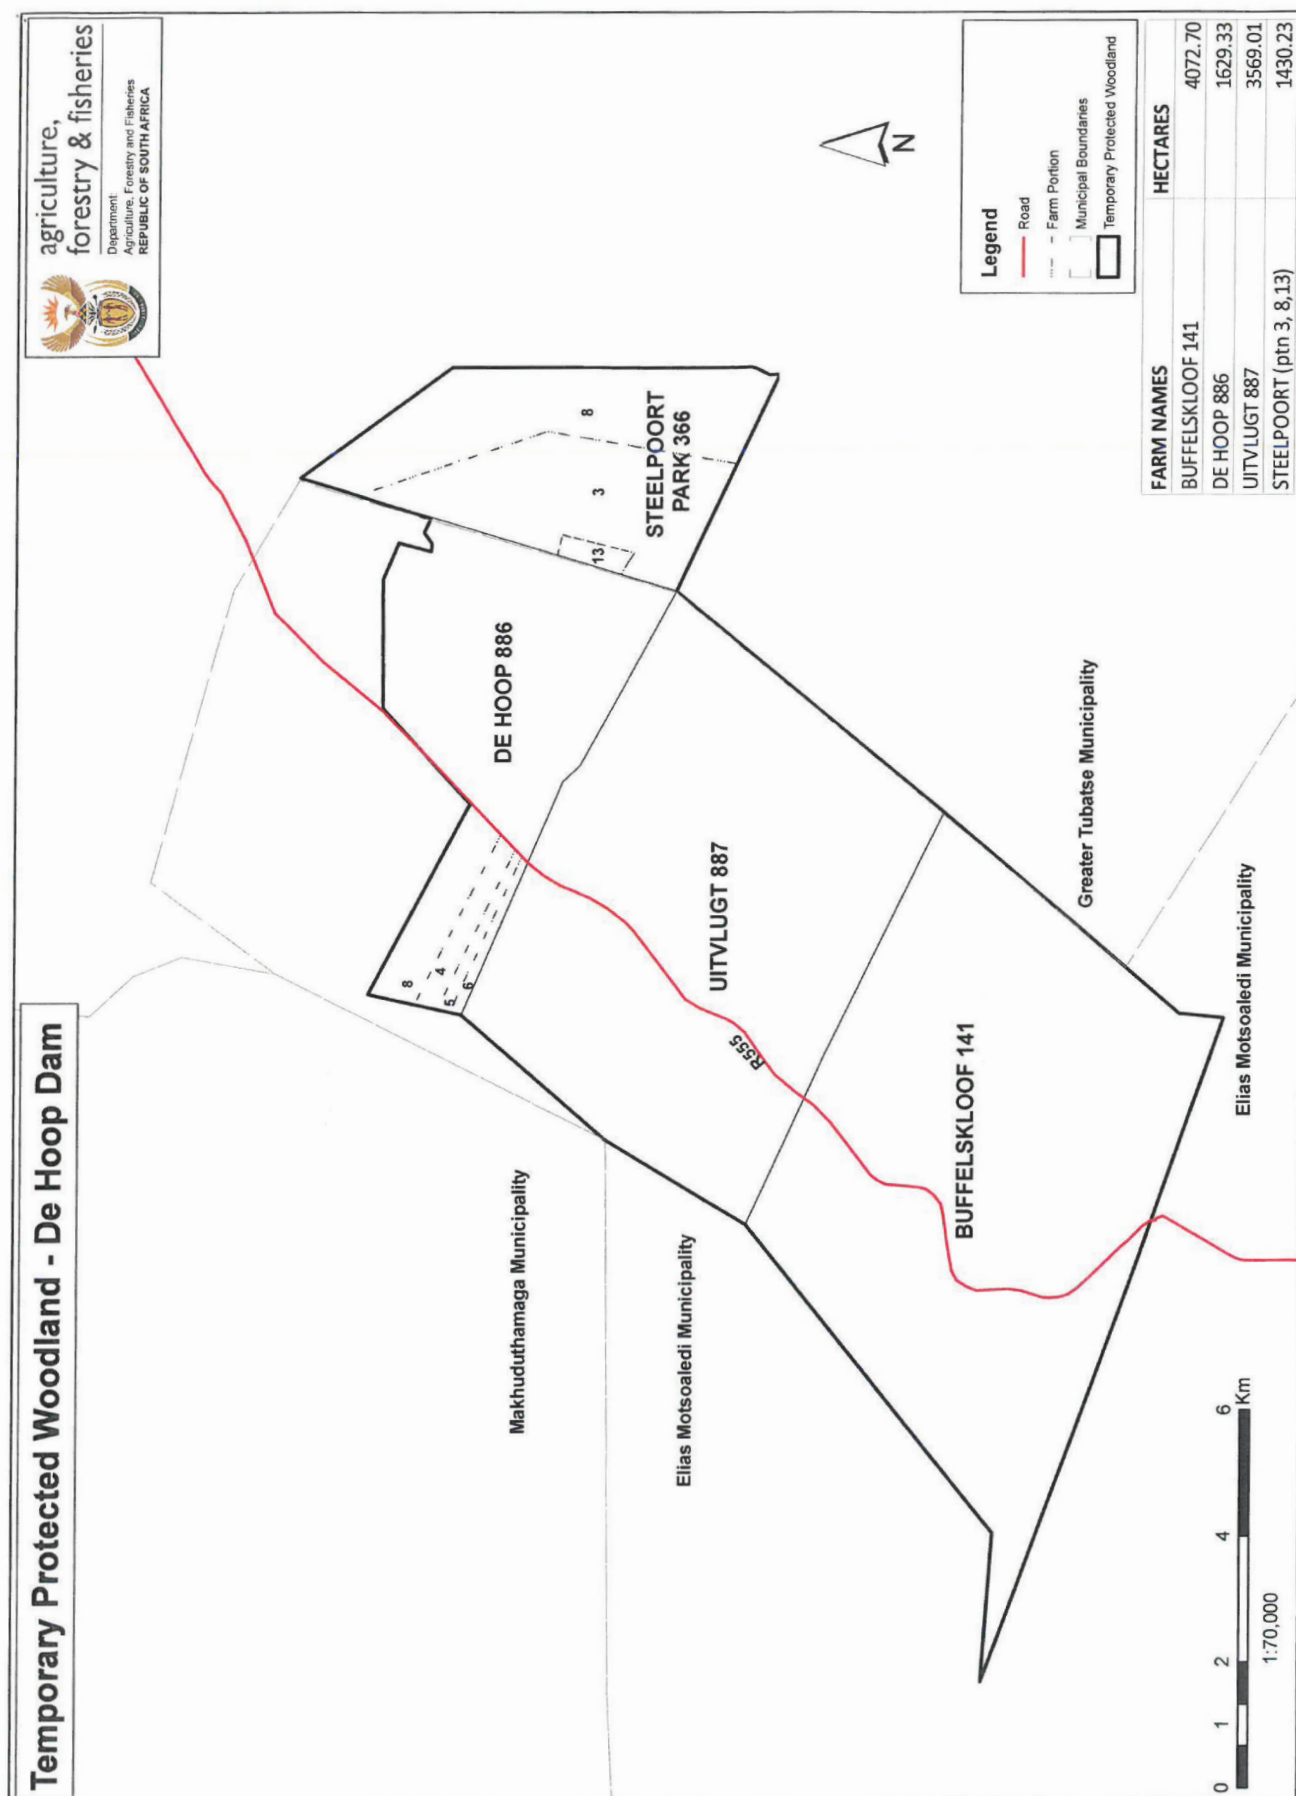 Temporary Protected Woodland - De Hoop Dam
agriculture,
forestry & fisheries
Department:
Agriculture, Forestry and Fisheries
REPUBLIC OF SOUTH AFRICA
8
4
5
6
DE HOOP 886
8
3
13
STEELPOORT
PARK 366
Makhuduthamaga Municipality
Elias Motsoaledi Municipality
UITVLUGT 887
R555
BUFFELSKLOOF 141
Greater Tubatse Municipality
Elias Motsoaledi Municipality
N
Legend
Road
Farm Portion
Municipal Boundaries
Temporary Protected Woodland
FARM NAMES HECTARES
BUFFELSKLOOF 141 4072.70
DE HOOP 886 1629.33
UITVLUGT 887 3569.01
STEELPOORT (ptn 3, 8,13) 1430.23
0 1 2 4 6 Km
1:70,000